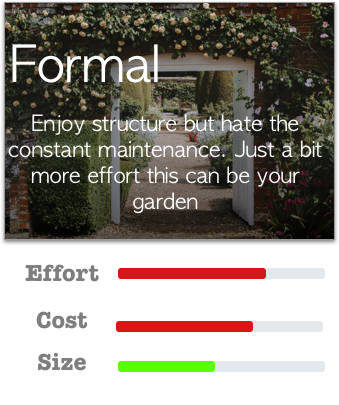 Formal
Enjoy structure but hate the
constant maintenance. Just a bit
more effort this can be your
garden
Effort
Cost
Size